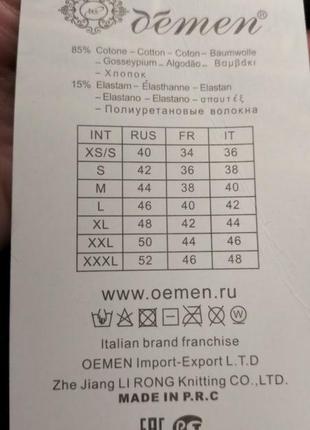 öemen®
85% Cotone – Cotton – Coton – Baumwolle
– Gosseypium – Algodão – Βαμβάκι
– Хлопок
15% Elastam – Élasthanne – Elastan
– Elastano – Elastano – σπαντέξ
– Полиуретановые волокна
INT RUS FR IT
XS/S 40 34 36
S 42 36 38
M 44 38 40
L 46 40 42
XL 48 42 44
XXL 50 44 46
XXXL 52 46 48
www.oemen.ru
Italian brand franchise
OEMEN Import-Export L.T.D
Zhe Jiang LI RONG Knitting CO.,LTD.
MADE IN P.R.C
EAC